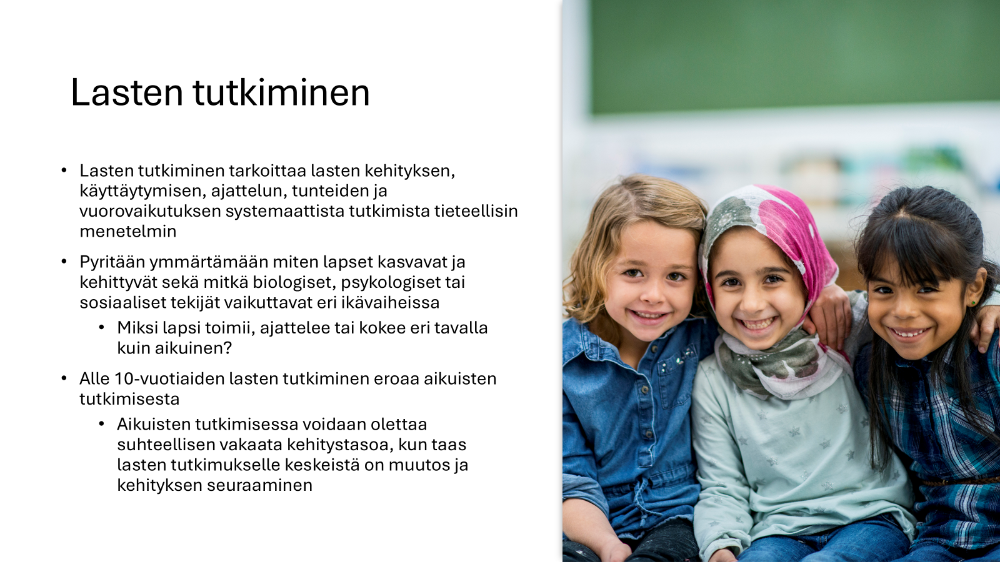 Lasten tutkiminen
• Lasten tutkiminen tarkoittaa lasten kehityksen,
käyttäytymisen, ajattelun, tunteiden ja
vuorovaikutuksen systemaattista tutkimista tieteellisin
menetelmin
• Pyritään ymmärtämään miten lapset kasvavat ja
kehittyvät sekä mitkä biologiset, psykologiset tai
sosiaaliset tekijät vaikuttavat eri ikävaiheissa
• Miksi lapsi toimii, ajattelee tai kokee eri tavalla
kuin aikuinen?
• Alle 10-vuotiaiden lasten tutkiminen eroaa aikuisten
tutkimisesta
• Aikuisten tutkimisessa voidaan olettaa
suhteellisen vakaata kehitystasoa, kun taas
lasten tutkimukselle keskeistä on muutos ja
kehityksen seuraaminen